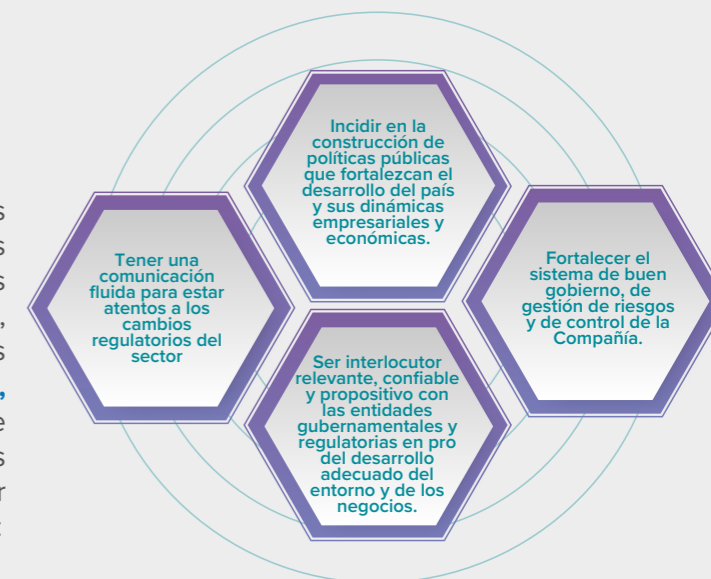 Incidir en la
construcción de
políticas públicas
que fortalezcan el
desarrollo del país
y sus dinámicas
empresariales y
económicas.
Tener una
comunicación
fluida para estar
atentos a los
cambios
regulatorios del
sector
Fortalecer el
sistema de buen
gobierno, de
gestión de riesgos
y de control de la
Compañía.
Ser interlocutor
relevante, confiable
y propositivo con
las entidades
gubernamentales y
regulatorias en pro
del desarrollo
adecuado del
entorno y de los
negocios.